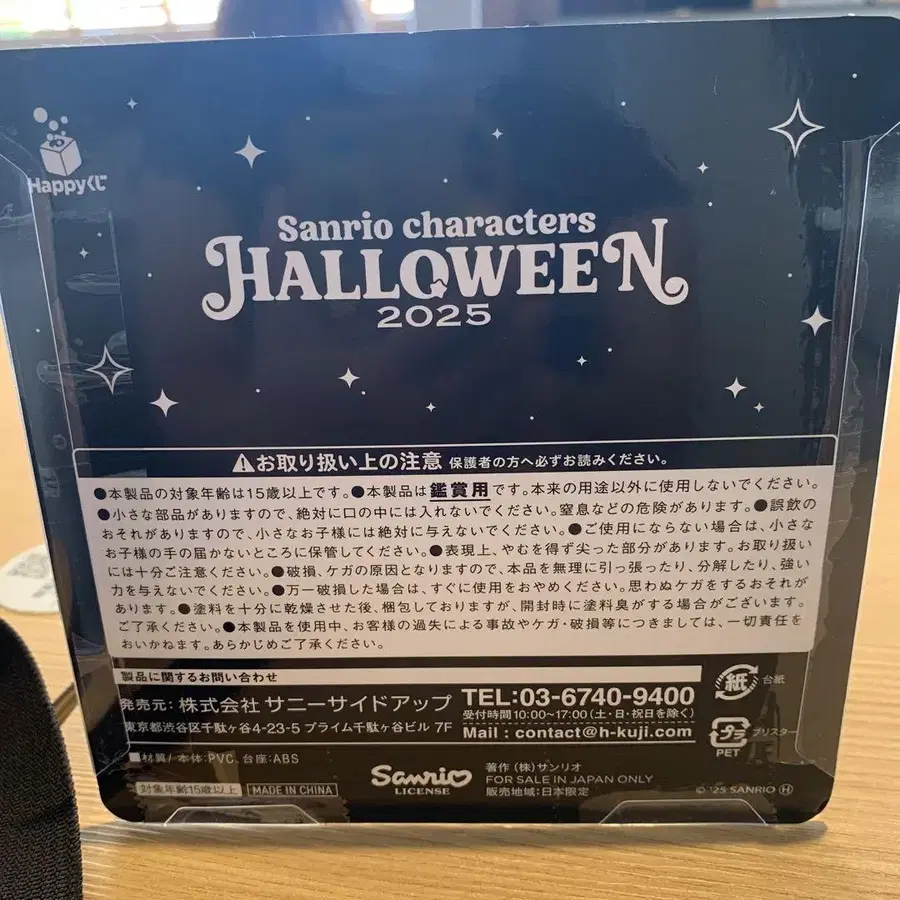 Happyくじ
Sanrio characters
HALLOWEEN
2025
⚠お取り扱い上の注意 保護者の方へ必ずお読みください。
●本製品の対象年齢は15歳以上です。●本製品は鑑賞用です。本来の用途以外に使用しないでください。
●小さな部品がありますので、絶対に口の中には入れないでください。窒息などの危険があります。●誤飲の
おそれがありますので、小さなお子様には絶対に与えないでください。●ご使用にならない場合は、小さな
お子様の手の届かないところに保管してください。●表現上、やむを得ず尖った部分があります。お取り扱い
には十分ご注意ください。●破損、ケガの原因となりますので、本品を無理に引っ張ったり、分解したり、強い
力を与えないでください。●万一破損した場合は、すぐに使用をおやめください。思わぬケガをするおそれが
あります。●塗料を十分に乾燥させた後、梱包しておりますが、開封時に塗料臭がする場合がございます。
ご了承ください。●本製品を使用中、お客様の過失による事故やケガ・破損等につきましては、一切責任を
おいかねます。あらかじめご了承ください。
製品に関するお問い合わせ
発売元:株式会社 サニーサイドアップ
東京都渋谷区千駄ヶ谷4-23-5 プライム千駄ヶ谷ビル 7F
TEL:03-6740-9400
受付時間10:00~17:00(土・日・祝日を除く)
Mail : contact@h-kuji.com
紙 台紙
プラ ブリスター
PET
■材質/本体:PVC、台座:ABS
対象年齢15歳以上 MADE IN CHINA
Sanrio
LICENSE
著作 (株)サンリオ
FOR SALE IN JAPAN ONLY
販売地域:日本限定
© '25 SANRIO Ⓗ